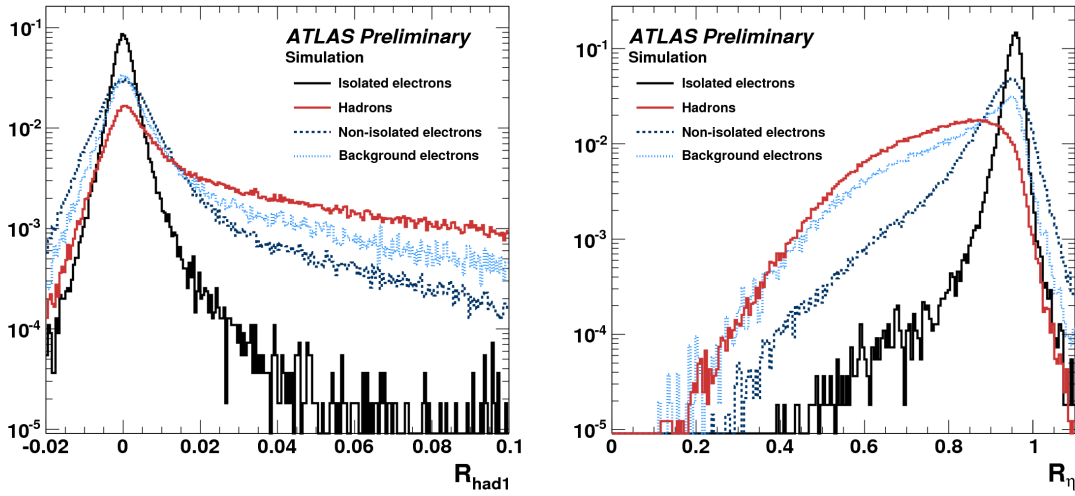 10⁻¹
10⁻²
10⁻³
10⁻⁴
10⁻⁵
ATLAS Preliminary
Simulation
Isolated electrons
Hadrons
Non-isolated electrons
Background electrons
-0.02 0 0.02 0.04 0.06 0.08 0.1
R_had1
10⁻¹
10⁻²
10⁻³
10⁻⁴
10⁻⁵
ATLAS Preliminary
Simulation
Isolated electrons
Hadrons
Non-isolated electrons
Background electrons
0 0.2 0.4 0.6 0.8 1
R_η